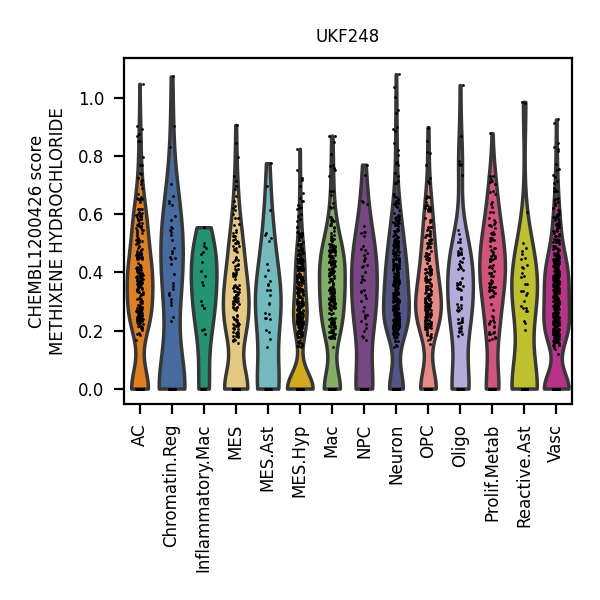 UKF248
CHEMBL1200426 score
METHIXENE HYDROCHLORIDE
1.0
0.8
0.6
0.4
0.2
0.0
AC
Chromatin.Reg
Inflammatory.Mac
MES
MES.Ast
MES.Hyp
Mac
NPC
Neuron
OPC
Oligo
Prolif.Metab
Reactive.Ast
Vasc